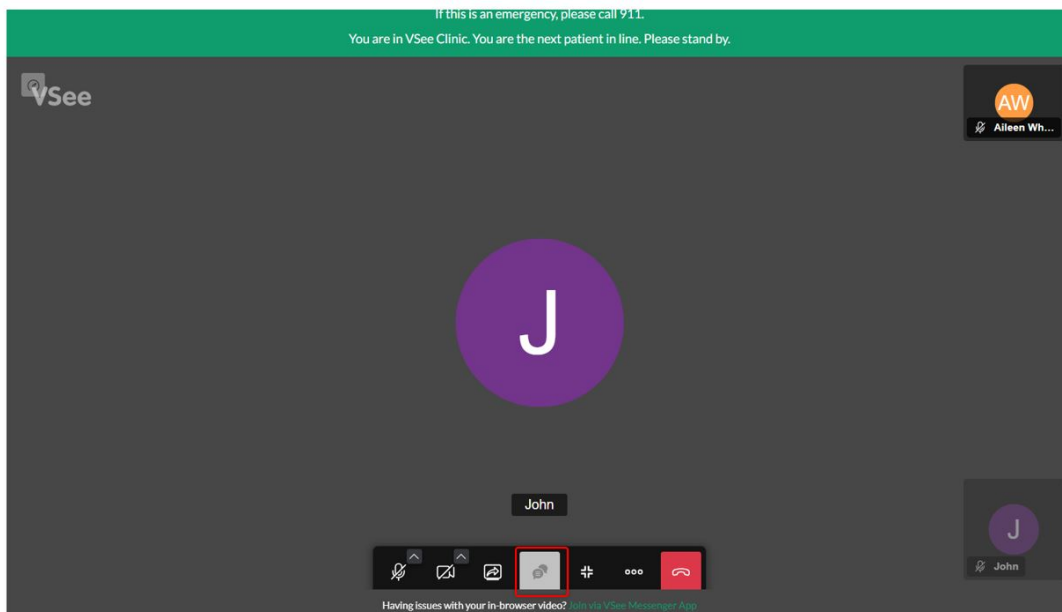 If this is an emergency, please call 911.
You are in VSee Clinic. You are the next patient in line. Please stand by.
VSee
AW
Aileen Wh...
J
John
J
John
Having issues with your in-browser video? Join via VSee Messenger App